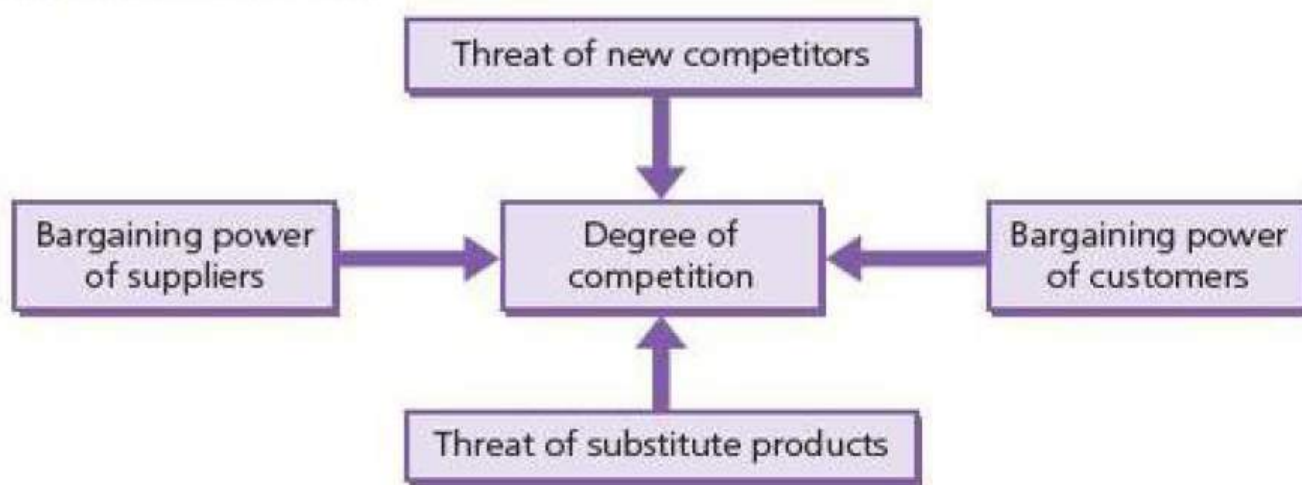 Threat of new competitors
Bargaining power
of suppliers
Degree of
competition
Bargaining power
of customers
Threat of substitute products